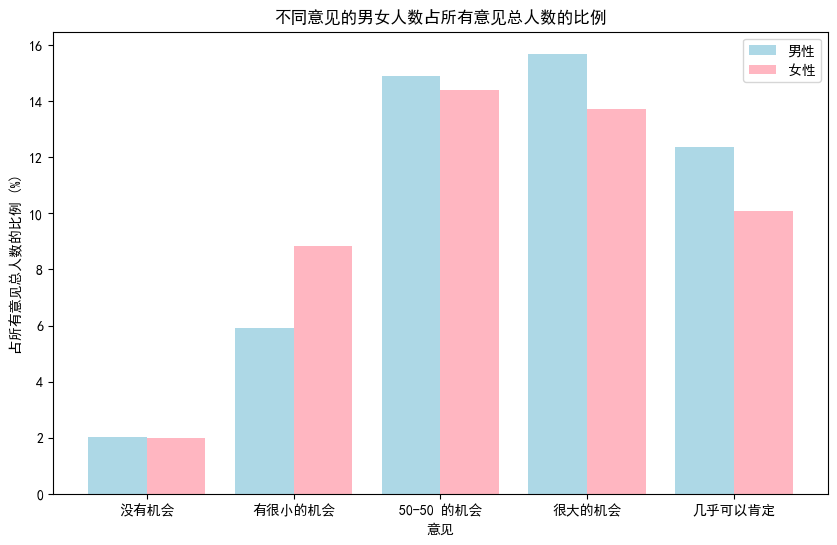 不同意见的男女人数占所有意见总人数的比例
男性
女性
占所有意见总人数的比例 (%)
16
14
12
10
8
6
4
2
0
没有机会 有很小的机会 50-50 的机会 很大的机会 几乎可以肯定
意见